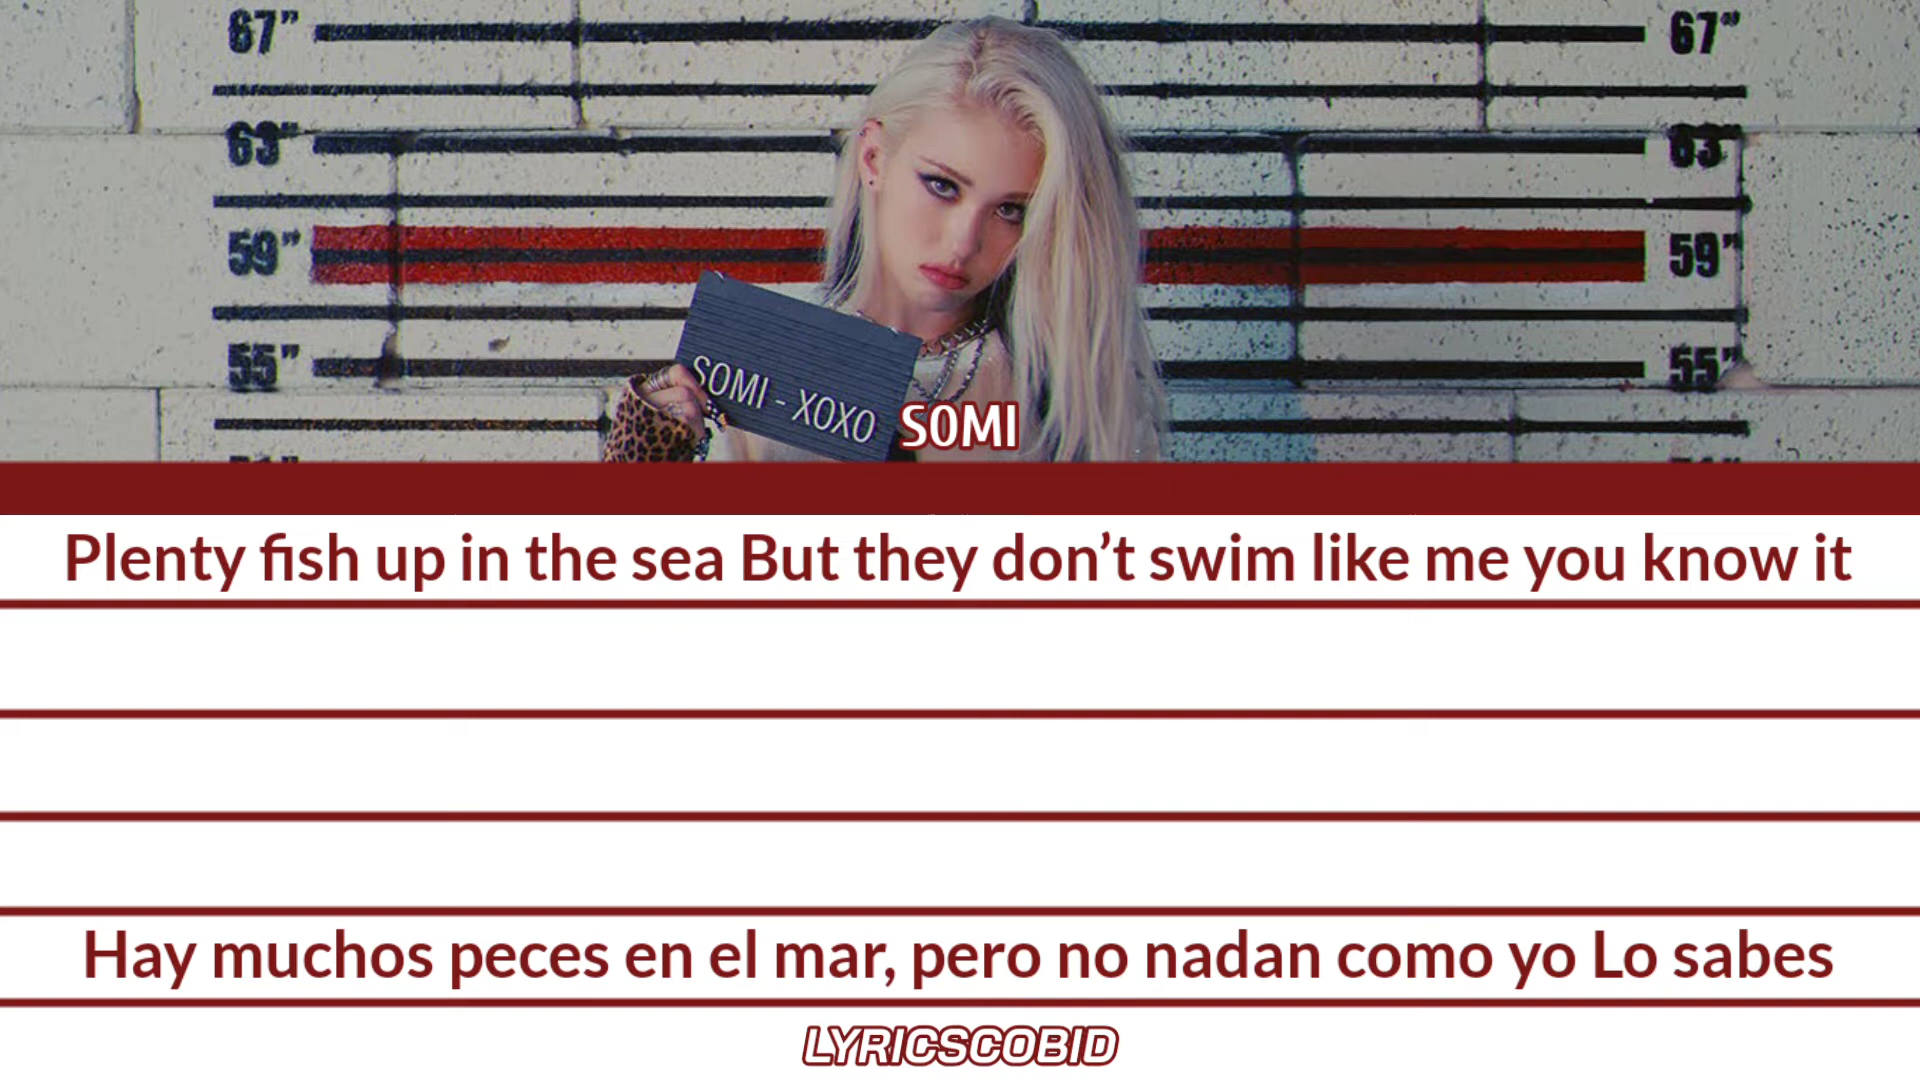 67” 67”
63” 63”
59” 59”
55” 55”
SOMI - XOXO
SOMI
Plenty fish up in the sea But they don’t swim like me you know it
Hay muchos peces en el mar, pero no nadan como yo Lo sabes
LYRICSCOBID